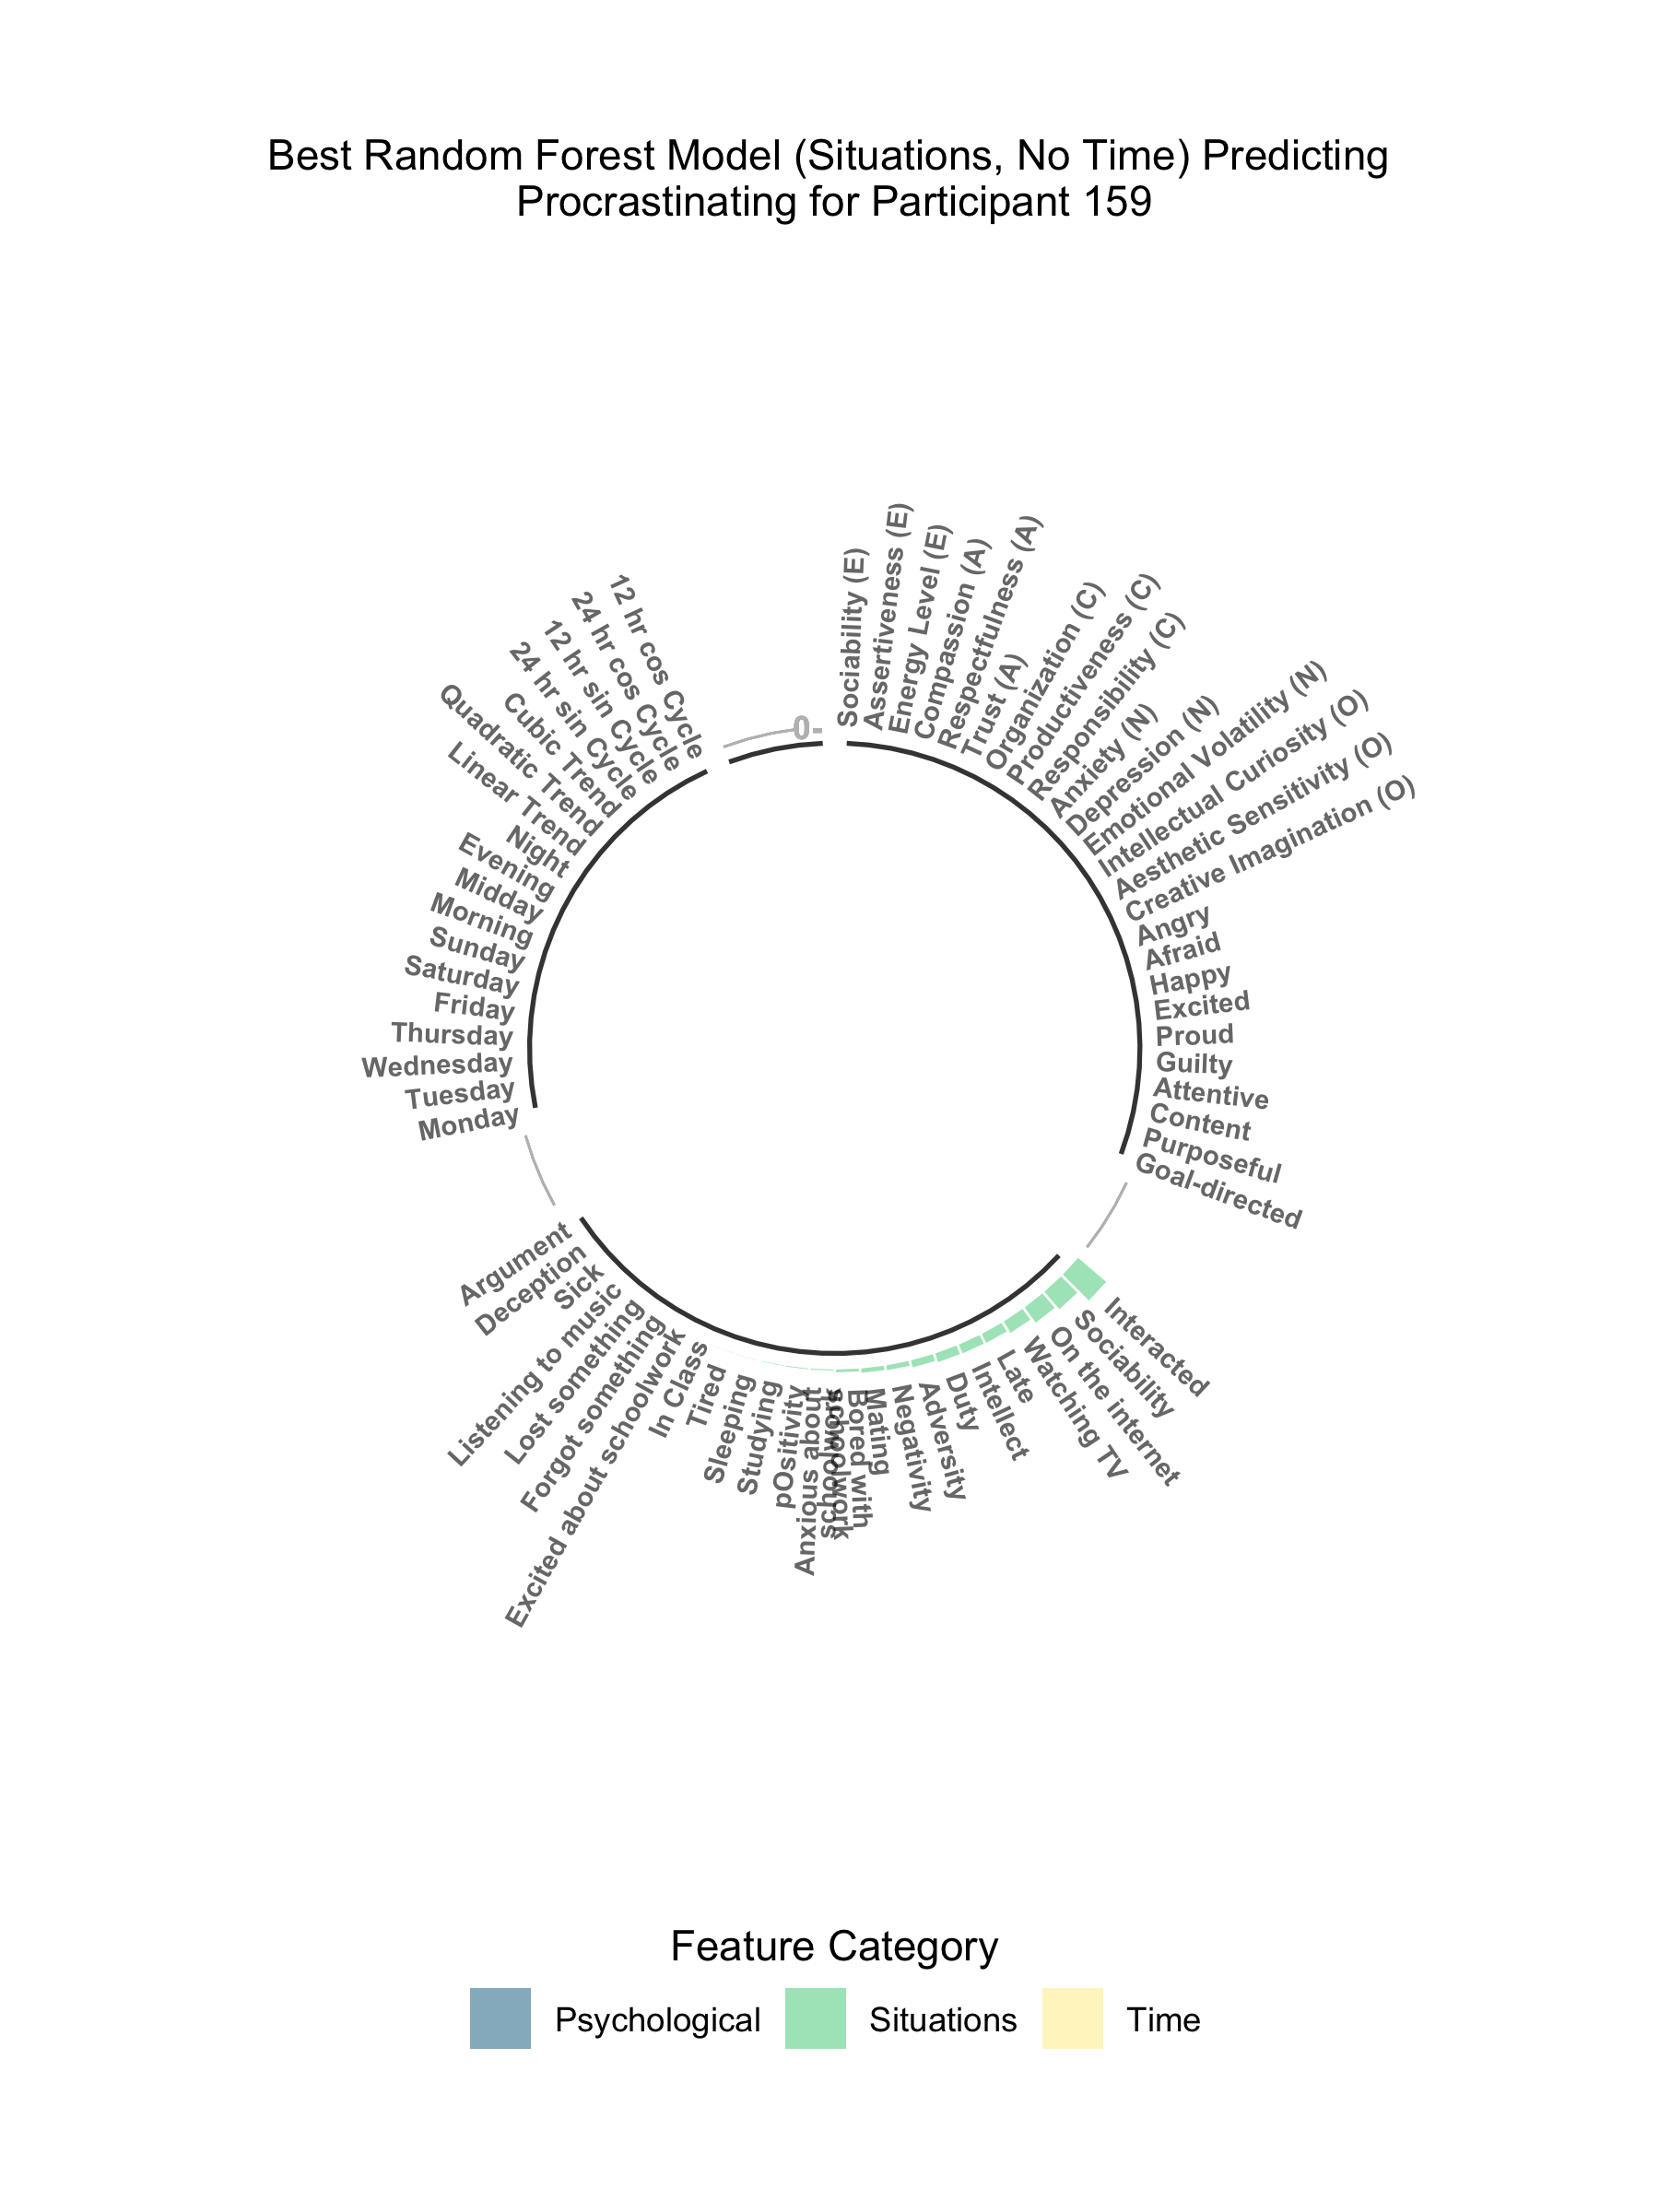 Best Random Forest Model (Situations, No Time) Predicting
Procrastinating for Participant 159
0-
Sociability (E)
Assertiveness (E)
Energy Level (E)
Compassion (A)
Respectfulness (A)
Trust (A)
Organization (C)
Productiveness (C)
Responsibility (C)
Anxiety (N)
Depression (N)
Emotional Volatility (N)
Intellectual Curiosity (O)
Aesthetic Sensitivity (O)
Creative Imagination (O)
Angry
Afraid
Happy
Excited
Proud
Guilty
Attentive
Content
Purposeful
Goal-directed
Interacted
Sociability
On the internet
Watching TV
Late
Intellect
Duty
Adversity
Negativity
Mating
Bored with
schoolwork
Anxious about
schoolwork
pOsitivity
Studying
Sleeping
Tired
In Class
Excited about schoolwork
Forgot something
Lost something
Listening to music
Sick
Deception
Argument
Monday
Tuesday
Wednesday
Thursday
Friday
Saturday
Sunday
Morning
Midday
Evening
Night
Linear Trend
Quadratic Trend
Cubic Trend
24 hr sin Cycle
12 hr sin Cycle
24 hr cos Cycle
12 hr cos Cycle
Feature Category
Psychological
Situations
Time